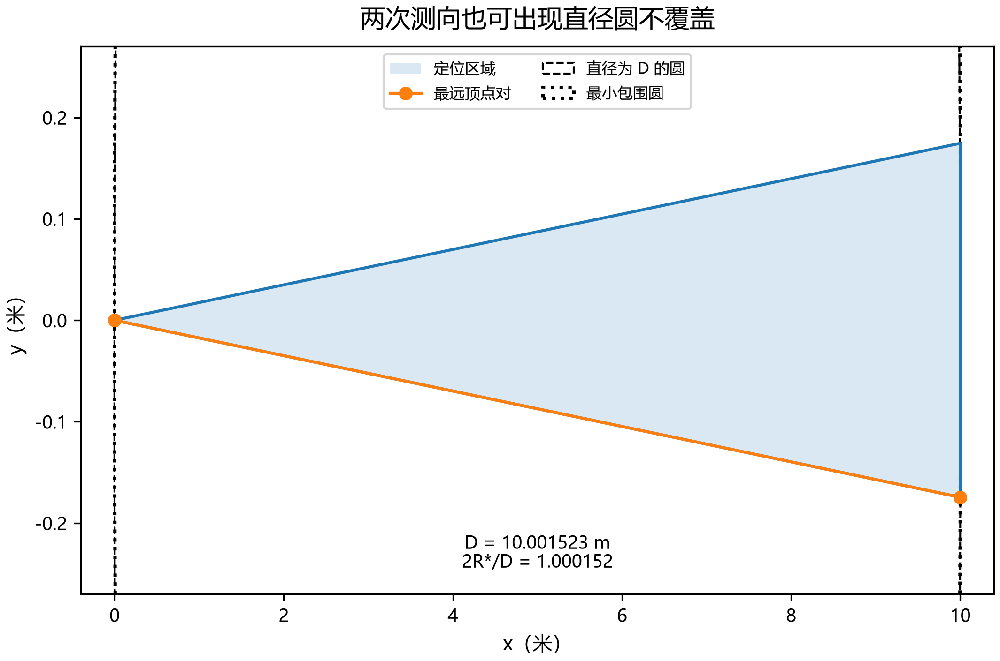 两次测向也可出现直径圆不覆盖
定位区域
最远顶点对
直径为 D 的圆
最小包围圆
0.2
0.1
0.0
-0.1
-0.2
y（米）
D = 10.001523 m
2R*/D = 1.000152
0 2 4 6 8 10
x（米）